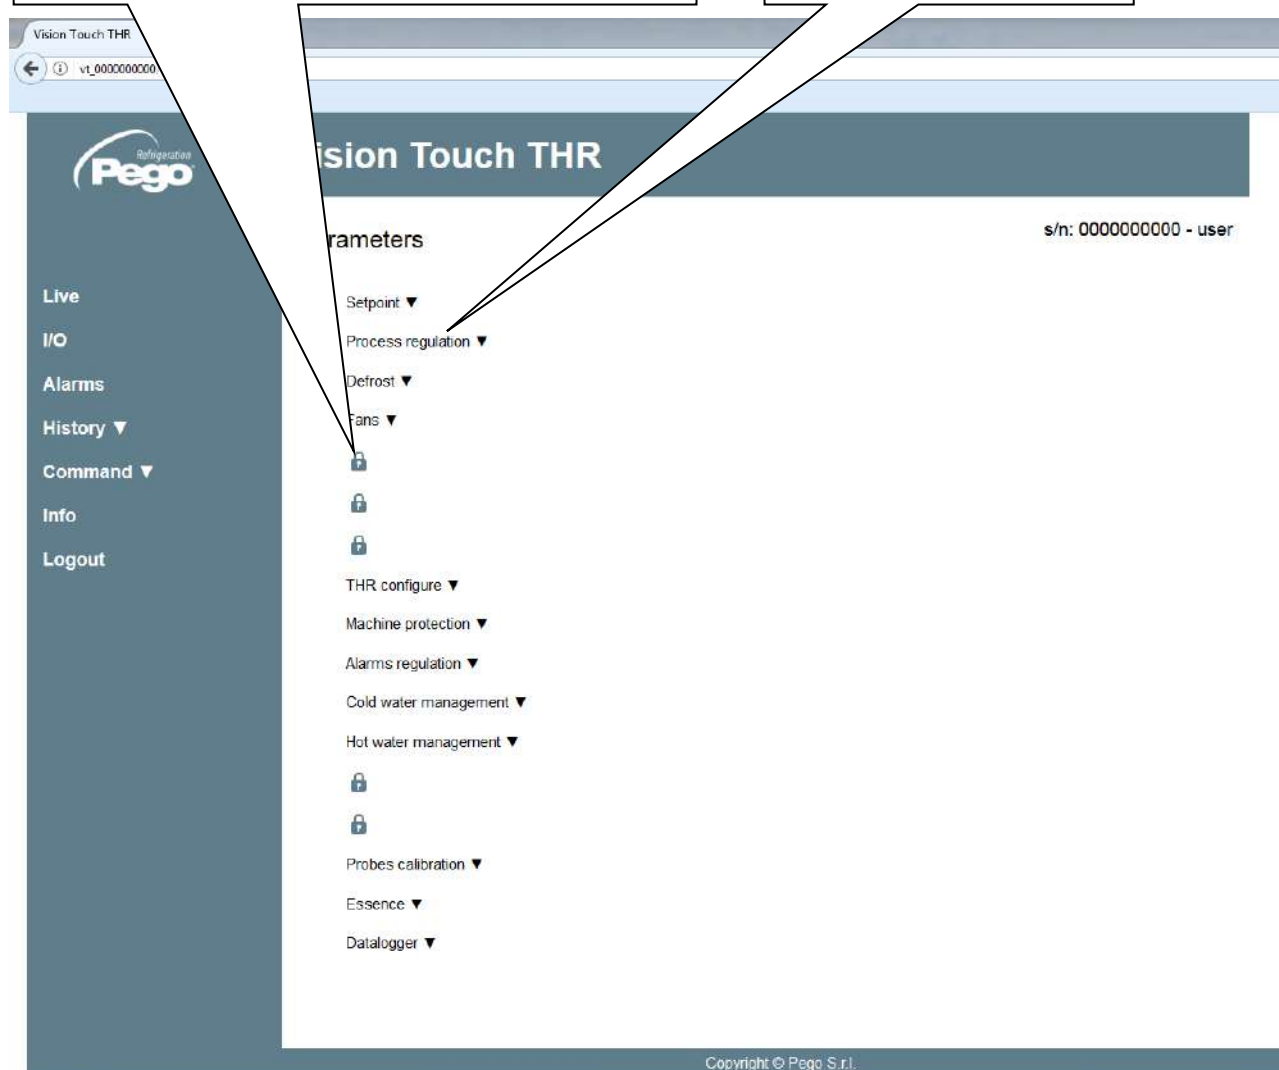 Vision Touch THR
vt_0000000000
Refrigeration
Pego
ision Touch THR
rameters
s/n: 0000000000 - user
Live
I/O
Alarms
History ▼
Command ▼
Info
Logout
Setpoint ▼
Process regulation ▼
Defrost ▼
Fans ▼
THR configure ▼
Machine protection ▼
Alarms regulation ▼
Cold water management ▼
Hot water management ▼
Probes calibration ▼
Essence ▼
Datalogger ▼
Copyright © Pego S.r.l.